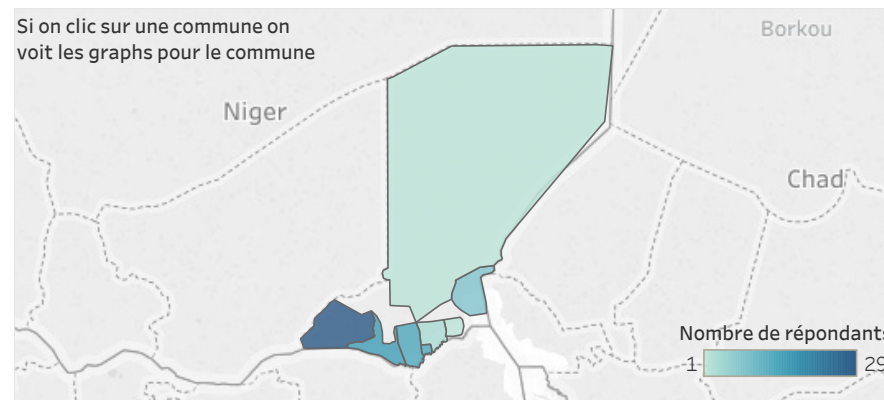 Si on clic sur une commune on
voit les graphs pour le commune
Borkou
Niger
Chad
Nombre de répondants
1
29